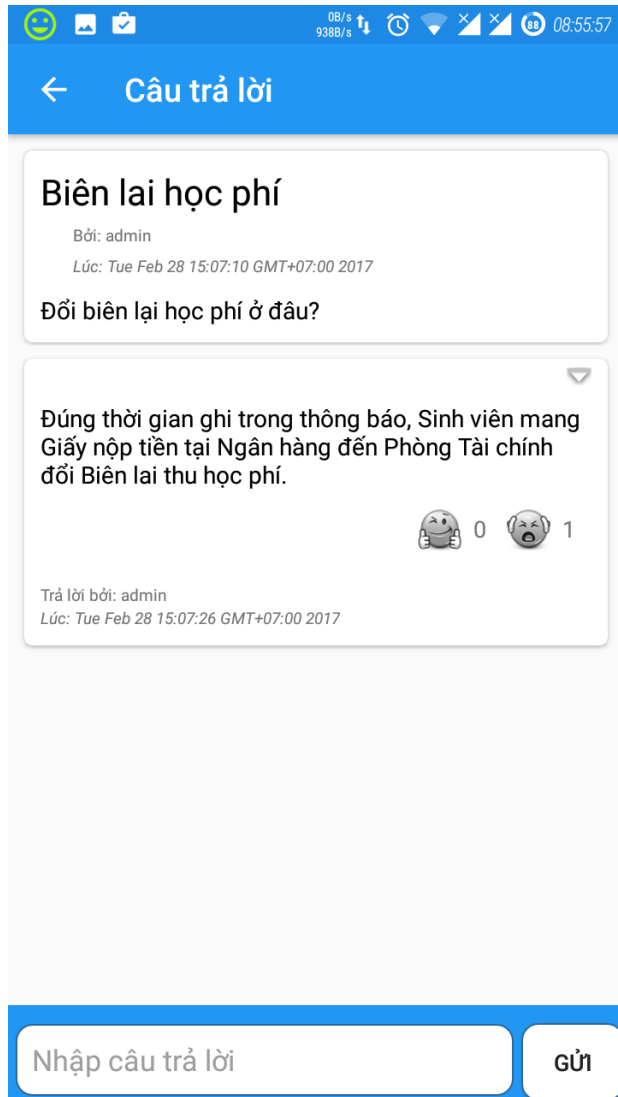 0B/s
938B/s
88
08:55:57
Câu trả lời
Biên lai học phí
Bởi: admin
Lúc: Tue Feb 28 15:07:10 GMT+07:00 2017
Đổi biên lại học phí ở đâu?
Đúng thời gian ghi trong thông báo, Sinh viên mang
Giấy nộp tiền tại Ngân hàng đến Phòng Tài chính
đổi Biên lai thu học phí.
0
1
Trả lời bởi: admin
Lúc: Tue Feb 28 15:07:26 GMT+07:00 2017
Nhập câu trả lời
GỬI